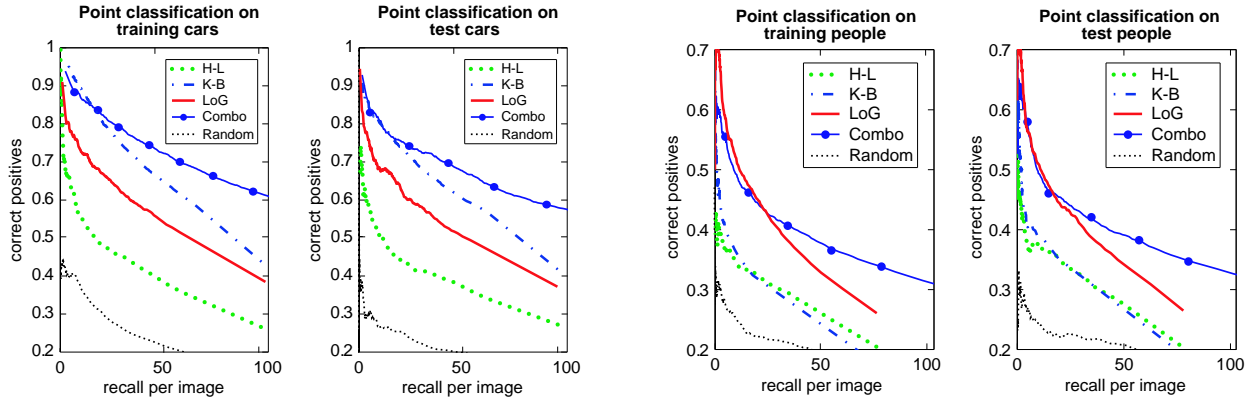 Point classification on
training cars
1
0.9
0.8
0.7
0.6
0.5
0.4
0.3
0.2
correct positives
0
50
100
recall per image
H-L
K-B
LoG
Combo
Random
Point classification on
test cars
1
0.9
0.8
0.7
0.6
0.5
0.4
0.3
0.2
correct positives
0
50
100
recall per image
H-L
K-B
LoG
Combo
Random
Point classification on
training people
0.7
0.6
0.5
0.4
0.3
0.2
correct positives
0
50
100
recall per image
H-L
K-B
LoG
Combo
Random
Point classification on
test people
0.7
0.6
0.5
0.4
0.3
0.2
correct positives
0
50
100
recall per image
H-L
K-B
LoG
Combo
Random